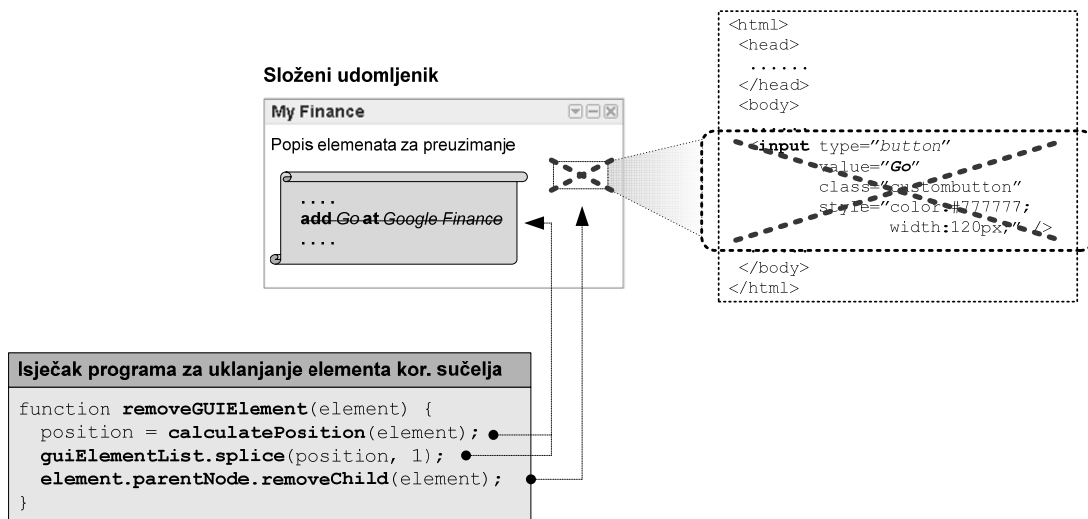 Složeni udomljenik
My Finance
Popis elemenata za preuzimanje
. . . .
add Go at Google Finance
. . . .
<html>
<head>
......
</head>
<body>
......
<input type="button"
value="Go"
class="custombutton"
style="color:#777777;
width:120px;" />
......
</body>
</html>
Isječak programa za uklanjanje elementa kor. sučelja
function removeGUIElement(element) {
position = calculatePosition(element);
guiElementList.splice(position, 1);
element.parentNode.removeChild(element);
}